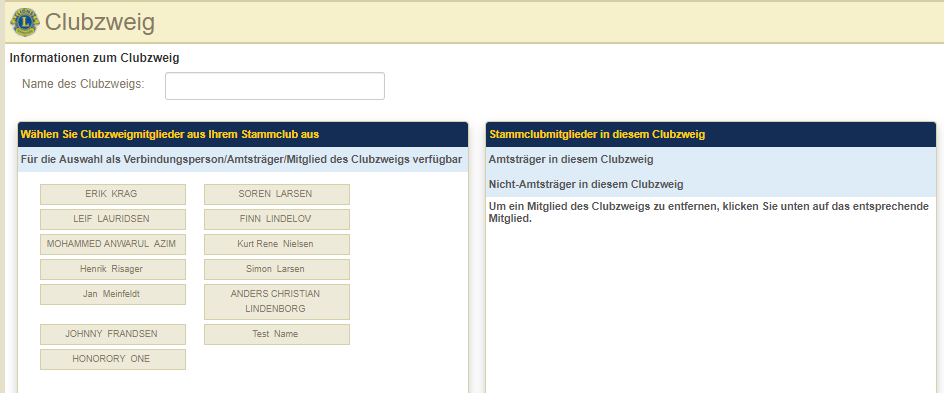 Clubzweig
Informationen zum Clubzweig
Name des Clubzweigs:
Wählen Sie Clubzweigmitglieder aus Ihrem Stammclub aus
Für die Auswahl als Verbindungsperson/Amtsträger/Mitglied des Clubzweigs verfügbar
ERIK KRAG
SOREN LARSEN
LEIF LAURIDSEN
FINN LINDELOV
MOHAMMED ANWARUL AZIM
Kurt Rene Nielsen
Henrik Risager
Simon Larsen
Jan Meinfeldt
ANDERS CHRISTIAN
LINDENBORG
JOHNNY FRANDSEN
Test Name
HONORORY ONE
Stammclubmitglieder in diesem Clubzweig
Amtsträger in diesem Clubzweig
Nicht-Amtsträger in diesem Clubzweig
Um ein Mitglied des Clubzweigs zu entfernen, klicken Sie unten auf das entsprechende
Mitglied.